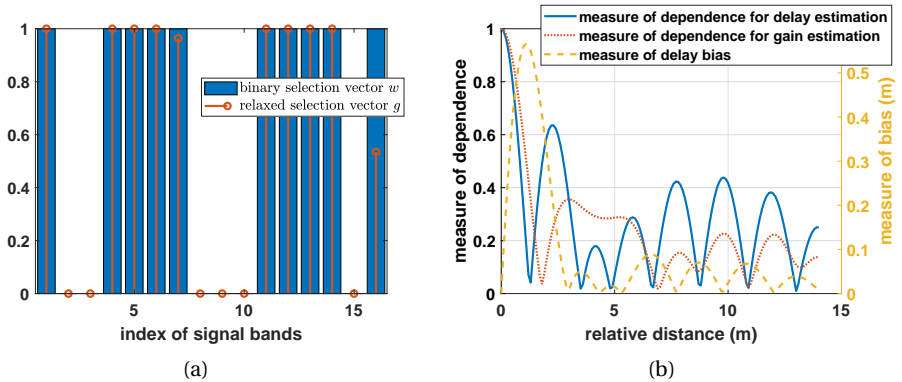 1
0.8
0.6
0.4
0.2
0
5
10
15
index of signal bands
binary selection vector w
relaxed selection vector g
(a)
measure of dependence for delay estimation
measure of dependence for gain estimation
measure of delay bias
measure of dependence
1
0.8
0.6
0.4
0.2
0
0
5
10
15
relative distance (m)
0.5
0.4
0.3
0.2
0.1
0
measure of bias (m)
(b)